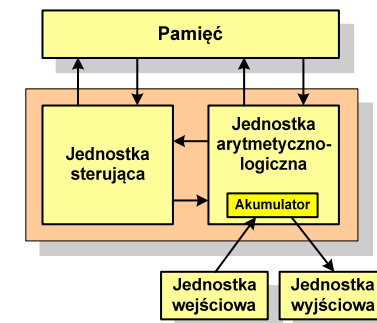 Pamięć
Jednostka
sterująca
Jednostka
arytmetyczno-
logiczna
Akumulator
Jednostka
wejściowa
Jednostka
wyjściowa